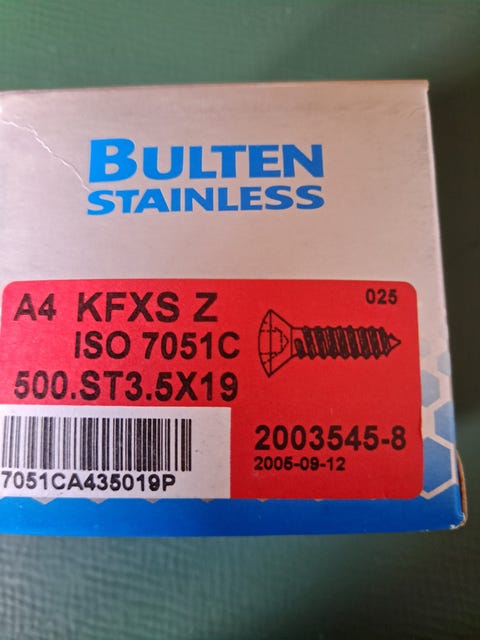 BULTEN
STAINLESS
A4 KFXS Z
025
ISO 7051C
500.ST3.5X19
2003545-8
2005-09-12
7051CA435019P